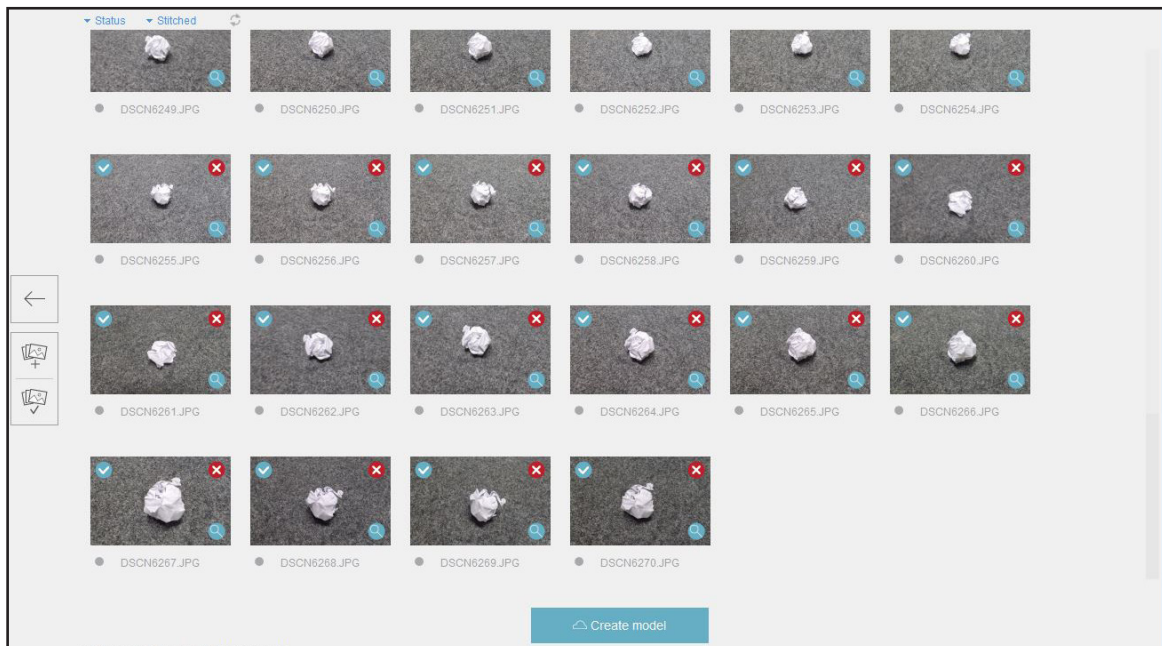 Status Stitched
DSCN6249.JPG DSCN6250.JPG DSCN6251.JPG DSCN6252.JPG DSCN6253.JPG DSCN6254.JPG
DSCN6255.JPG DSCN6256.JPG DSCN6257.JPG DSCN6258.JPG DSCN6259.JPG DSCN6260.JPG
DSCN6261.JPG DSCN6262.JPG DSCN6263.JPG DSCN6264.JPG DSCN6265.JPG DSCN6266.JPG
DSCN6267.JPG DSCN6268.JPG DSCN6269.JPG DSCN6270.JPG
Create model